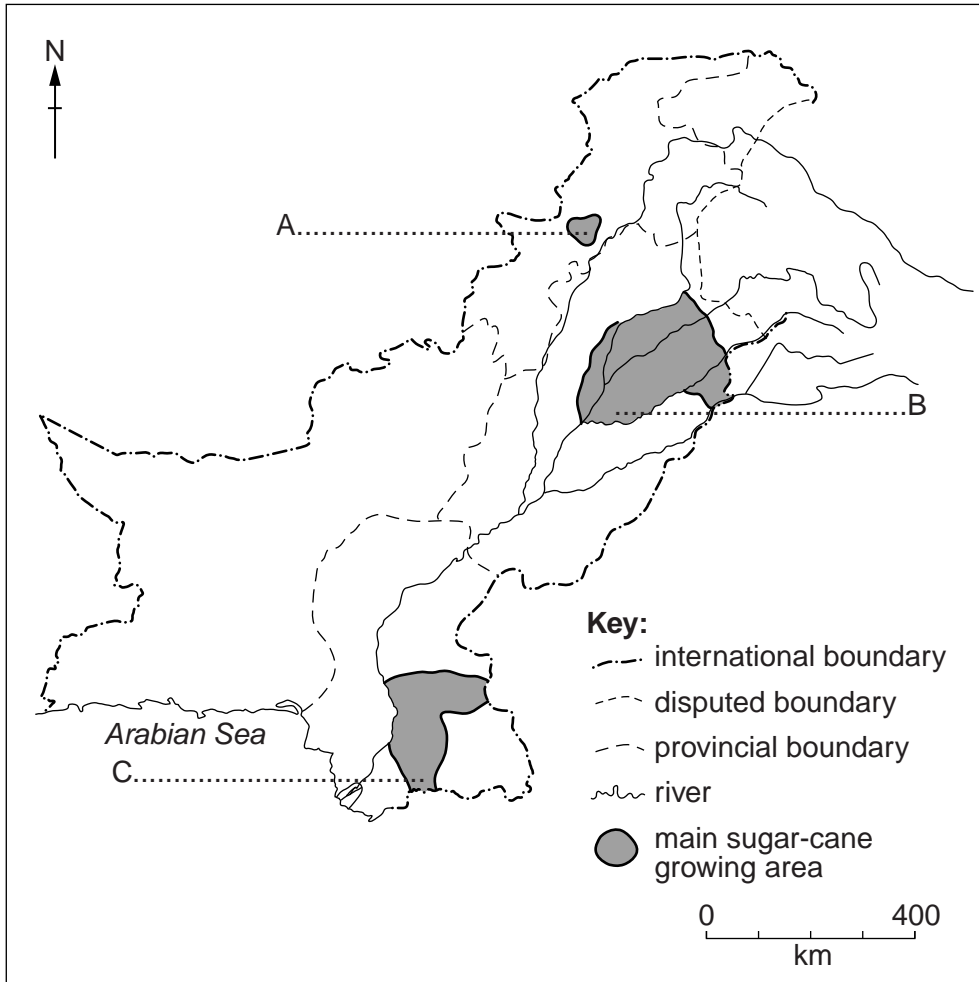 N
A
B
Key:
international boundary
disputed boundary
Arabian Sea
provincial boundary
C
river
main sugar-cane
growing area
0 400
km